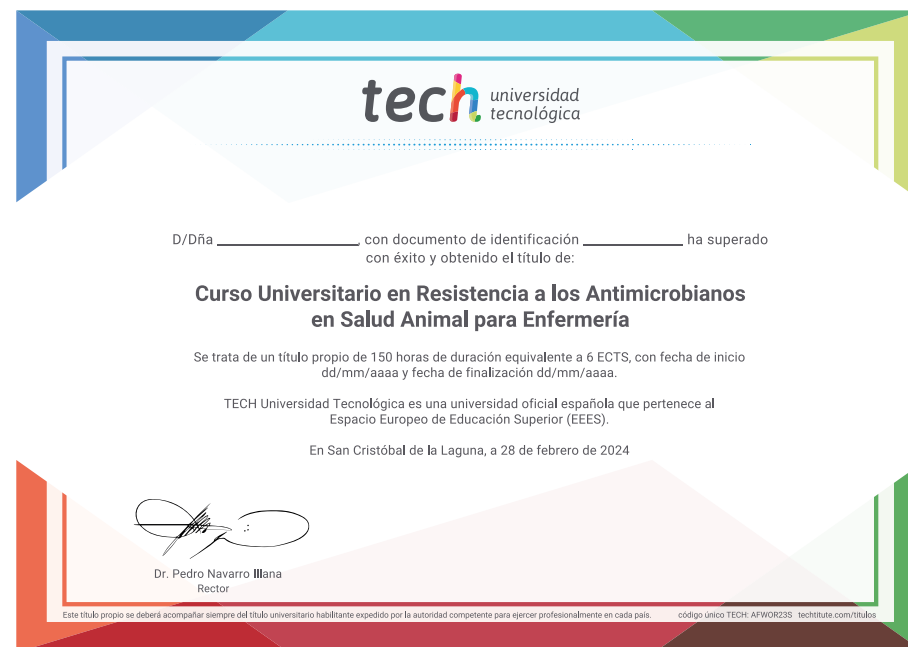 tech universidad
tecnológica
D/Dña ____________________, con documento de identificación ______________ ha superado
con éxito y obtenido el título de:
Curso Universitario en Resistencia a los Antimicrobianos
en Salud Animal para Enfermería
Se trata de un título propio de 150 horas de duración equivalente a 6 ECTS, con fecha de inicio
dd/mm/aaaa y fecha de finalización dd/mm/aaaa.
TECH Universidad Tecnológica es una universidad oficial española que pertenece al
Espacio Europeo de Educación Superior (EEES).
En San Cristóbal de la Laguna, a 28 de febrero de 2024
Dr. Pedro Navarro Illana
Rector
Este título propio se deberá acompañar siempre del título universitario habilitante expedido por la autoridad competente para ejercer profesionalmente en cada país. código único TECH: AFWOR23S techtitute.com/titulos